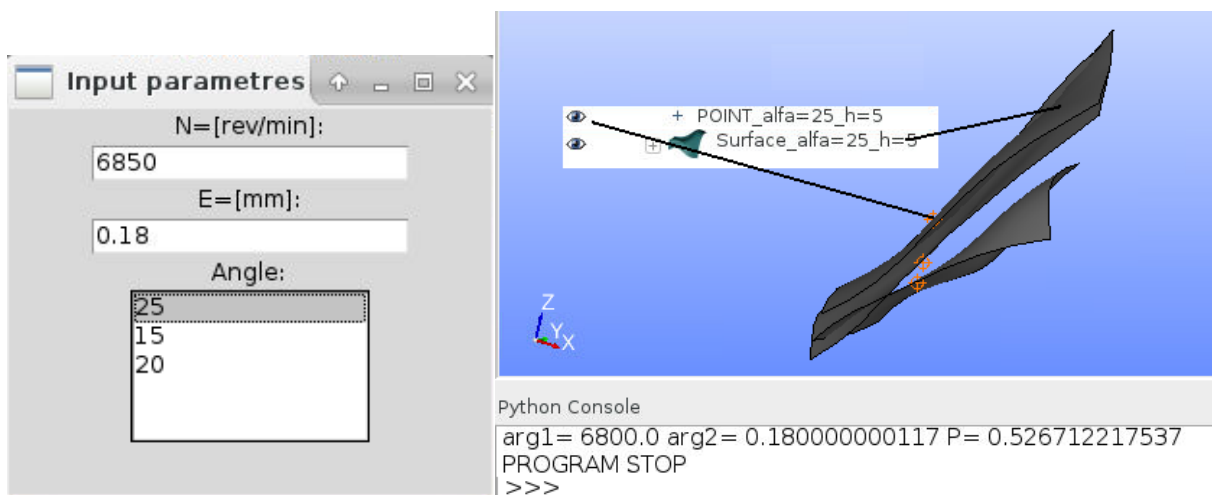 Input parametres
N=[rev/min]:
6850
E=[mm]:
0.18
Angle:
25
15
20
POINT_alfa=25_h=5
Surface_alfa=25_h=5
Z
Y
X
Python Console
arg1= 6800.0 arg2= 0.180000000117 P= 0.526712217537
PROGRAM STOP
>>>